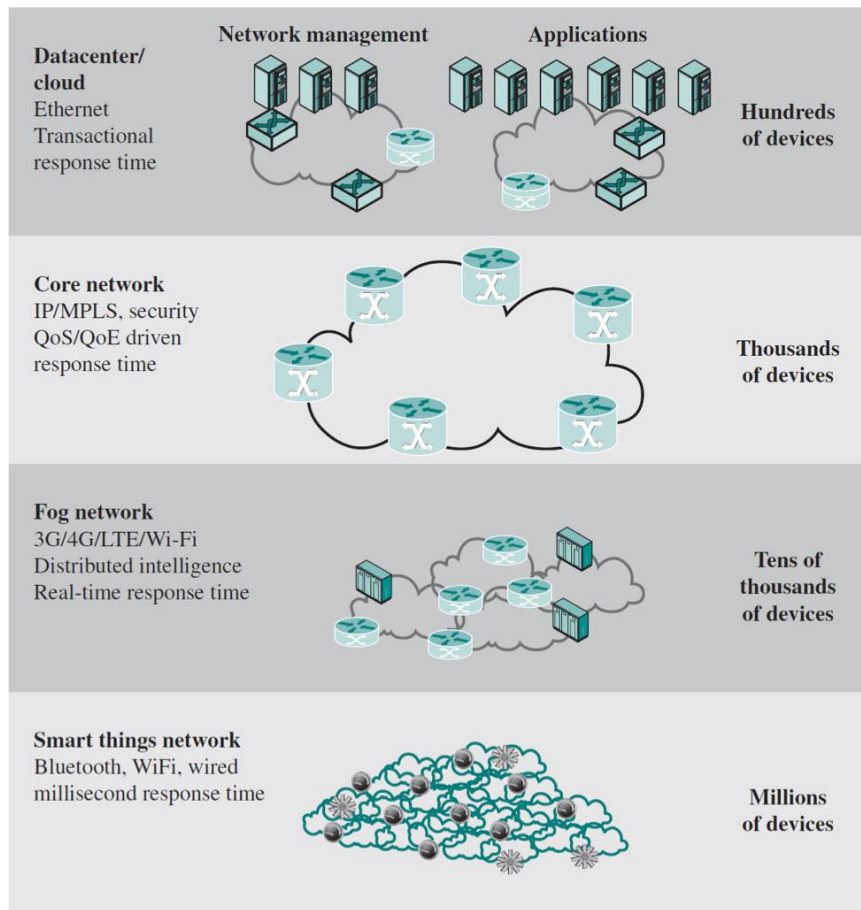 Network management
Applications
Datacenter/
cloud
Ethernet
Transactional
response time
Hundreds
of devices
Core network
IP/MPLS, security
QoS/QoE driven
response time
Thousands
of devices
Fog network
3G/4G/LTE/Wi-Fi
Distributed intelligence
Real-time response time
Tens of
thousands
of devices
Smart things network
Bluetooth, WiFi, wired
millisecond response time
Millions
of devices